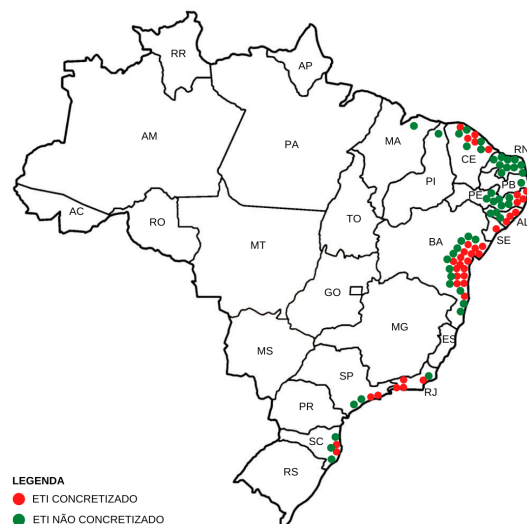 RR
AP
AM
PA
MA
CE
RN
PI
PB
PE
AC
RO
TO
AL
SE
BA
MT
GO
MG
ES
MS
SP
RJ
PR
SC
RS
LEGENDA
ETI CONCRETIZADO
ETI NÃO CONCRETIZADO